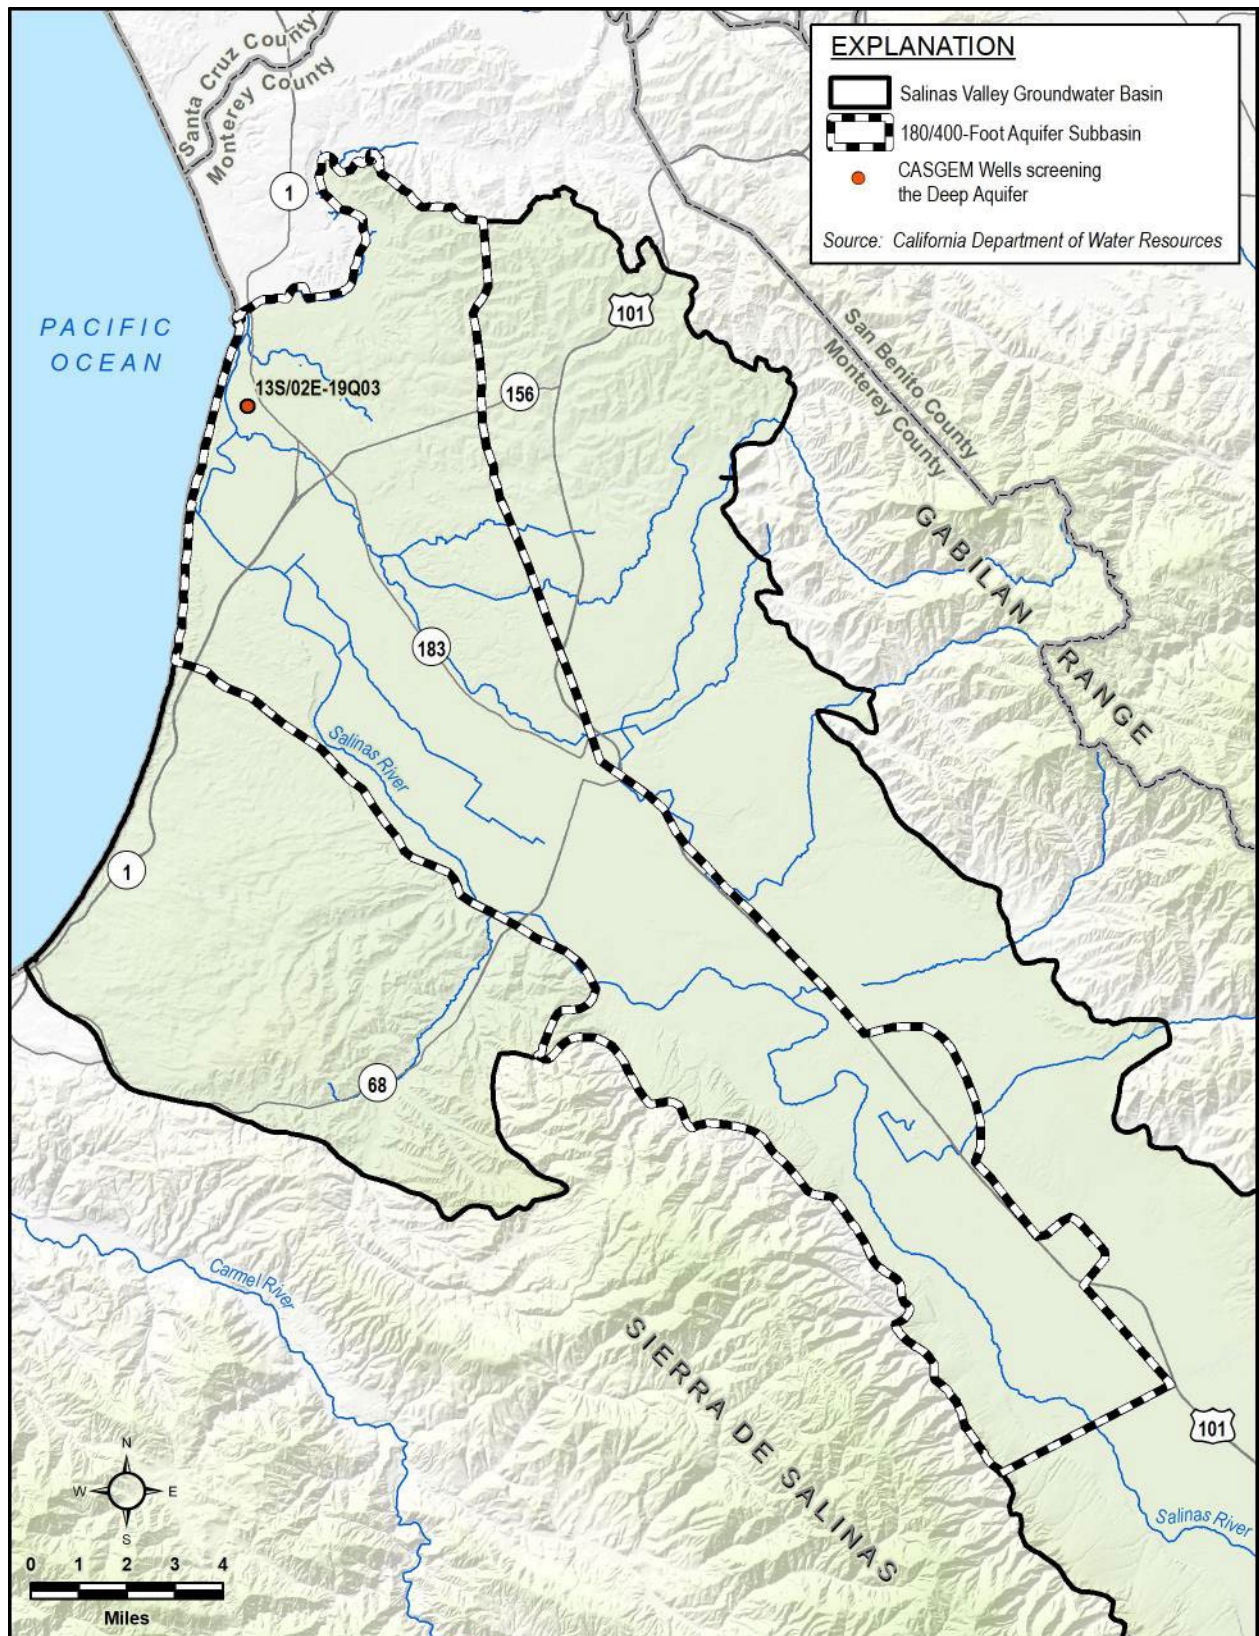 EXPLANATION
Salinas Valley Groundwater Basin
180/400-Foot Aquifer Subbasin
CASGEM Wells screening
the Deep Aquifer
Source: California Department of Water Resources
Santa Cruz County
Monterey County
1
101
PACIFIC
OCEAN
San Benito County
Monterey County
13S/02E-19Q03
156
GABILAN
RANGE
183
Salinas River
1
68
Carmel River
SIERRA DE SALINAS
101
Salinas River
N
W E
S
0 1 2 3 4
Miles